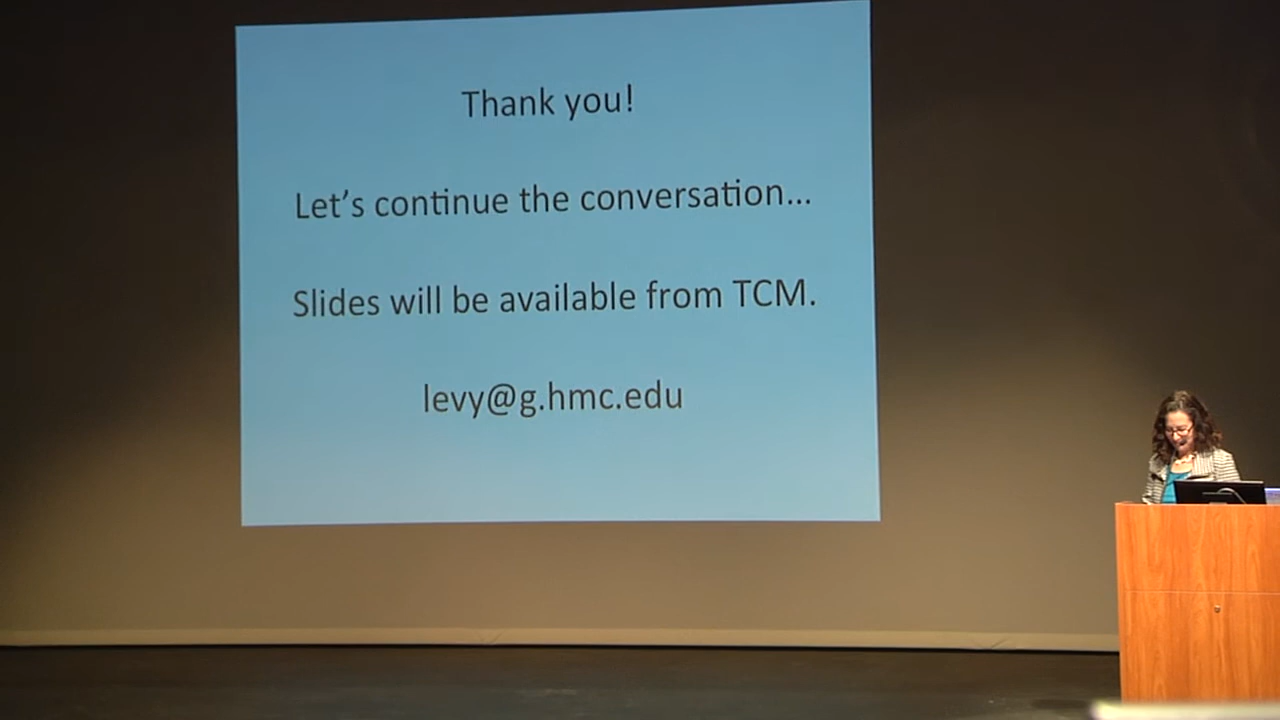 Thank you!
Let’s continue the conversation...
Slides will be available from TCM.
levy@g.hmc.edu